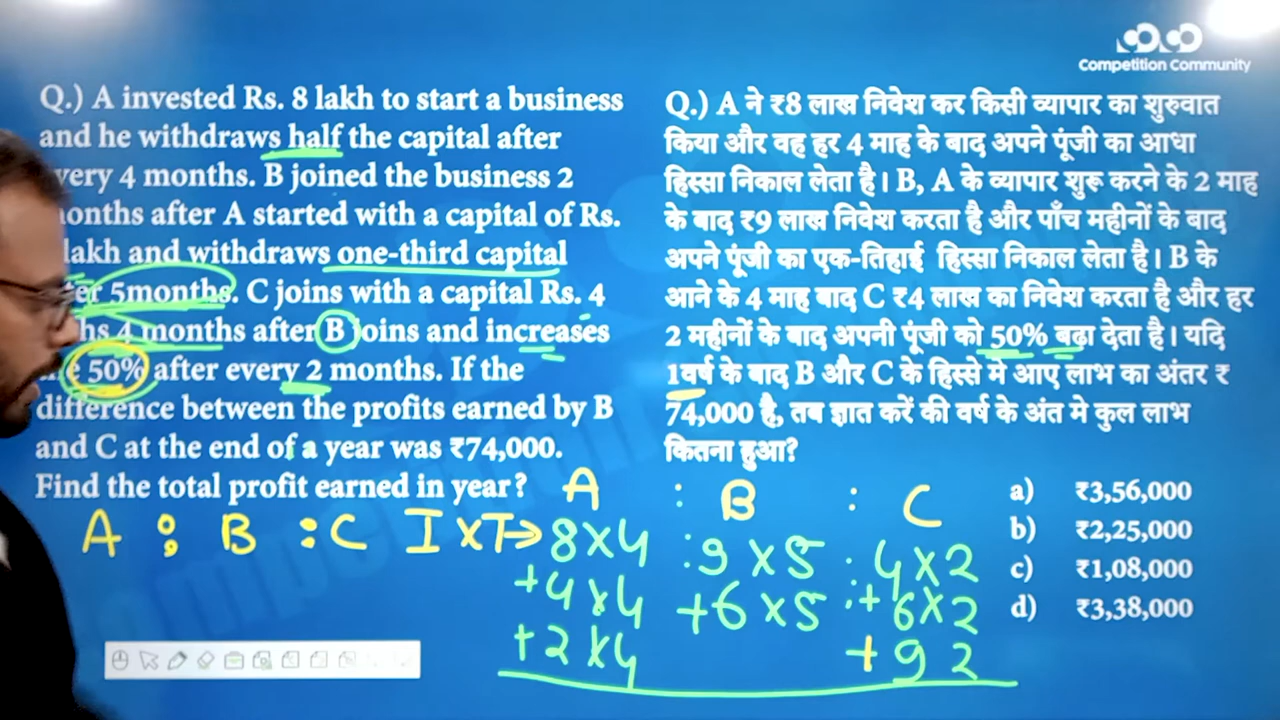 Competition Community
Q.) A invested Rs. 8 lakh to start a business
and he withdraws half the capital after
very 4 months. B joined the business 2
onths after A started with a capital of Rs.
lakh and withdraws one-third capital
er 5months. C joins with a capital Rs. 4
hs 4 months after B joins and increases
e 50% after every 2 months. If the
difference between the profits earned by B
and C at the end of a year was ₹74,000.
Find the total profit earned in year?
Q.) A ने ₹8 लाख निवेश कर किसी व्यापार का शुरुवात
किया और वह हर 4 माह के बाद अपने पूंजी का आधा
हिस्सा निकाल लेता है। B, A के व्यापार शुरू करने के 2 माह
के बाद ₹9 लाख निवेश करता है और पाँच महीनों के बाद
अपने पूंजी का एक-तिहाई हिस्सा निकाल लेता है। B के
आने के 4 माह बाद C ₹4 लाख का निवेश करता है और हर
2 महीनों के बाद अपनी पूंजी को 50% बढ़ा देता है। यदि
1वर्ष के बाद B और C के हिस्से मे आए लाभ का अंतर ₹
74,000 है, तब ज्ञात करें की वर्ष के अंत मे कुल लाभ
कितना हुआ?
a) ₹3,56,000
b) ₹2,25,000
c) ₹1,08,000
d) ₹3,38,000
A : B : C
A : B : C I×T→ 8×4 : 9×5 : 4×2
+4×4 +6×5 : +6×2
+2×4 +9 2